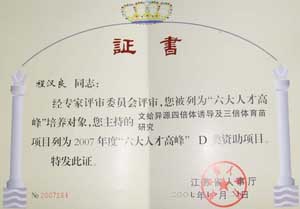 證書
程汉良 同志：
经专家评审委员会评审，您被列为“六大人才高
峰”培养对象，您主持的 文蛤异源四倍体诱导及三倍体育苗
研究
项目列为2007年度“六大人才高峰” D 类资助项目。
特发此证。
江苏省人事厅
No 2007184